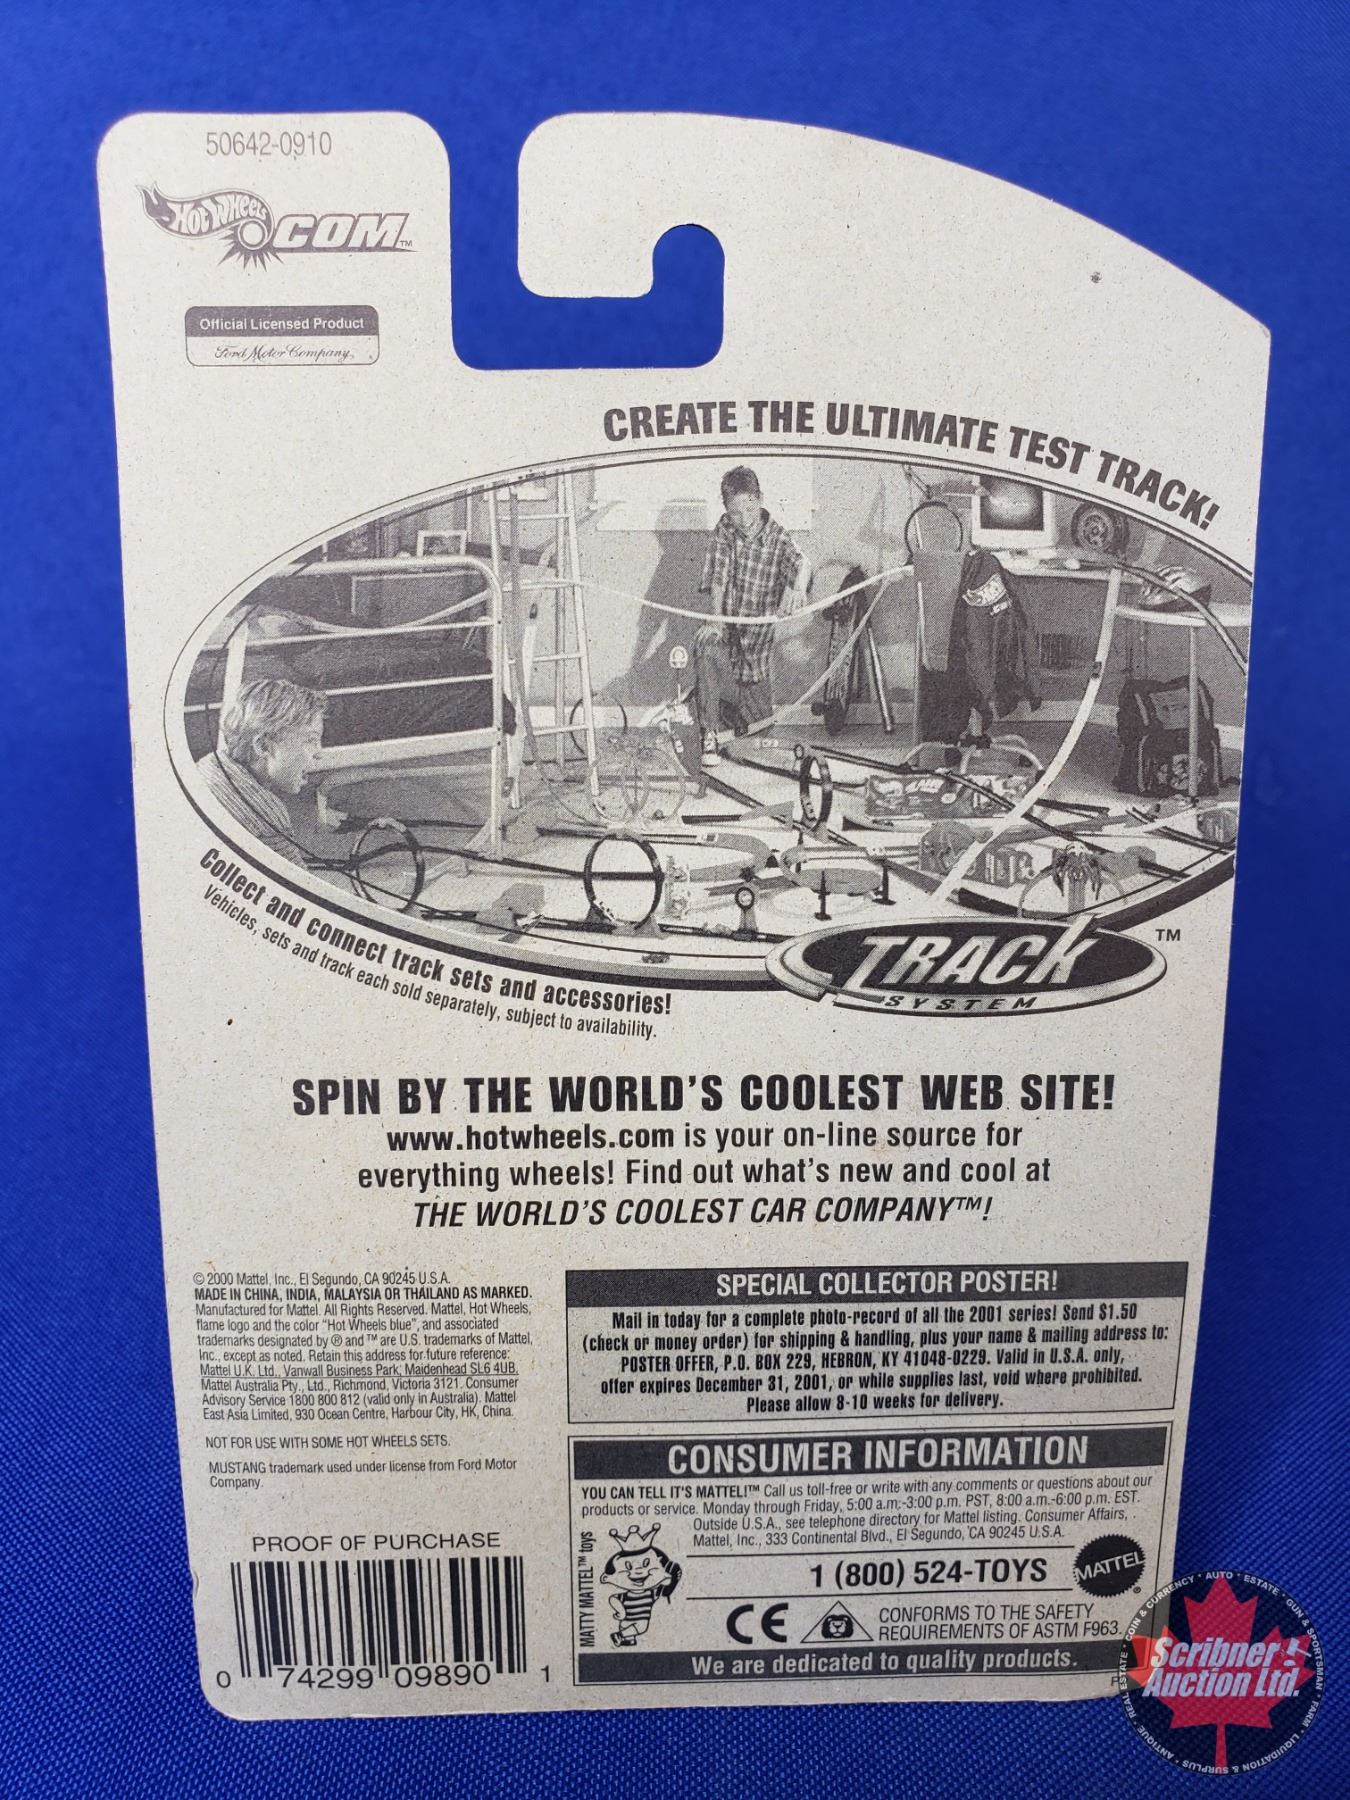 50642-0910
HOT WHEELS
.COM™
Official Licensed Product
Ford Motor Company
CREATE THE ULTIMATE TEST TRACK!
Collect and connect track sets and accessories!
Vehicles, sets and track each sold separately, subject to availability.
TRACK ™
SYSTEM
SPIN BY THE WORLD'S COOLEST WEB SITE!
www.hotwheels.com is your on-line source for
everything wheels! Find out what's new and cool at
THE WORLD'S COOLEST CAR COMPANY™!
© 2000 Mattel, Inc., El Segundo, CA 90245 U.S.A.
MADE IN CHINA, INDIA, MALAYSIA OR THAILAND AS MARKED.
Manufactured for Mattel. All Rights Reserved. Mattel, Hot Wheels,
flame logo and the color "Hot Wheels blue", and associated
trademarks designated by ® and ™ are U.S. trademarks of Mattel,
Inc., except as noted. Retain this address for future reference:
Mattel U.K. Ltd., Vanwall Business Park, Maidenhead SL6 4UB.
Mattel Australia Pty., Ltd., Richmond, Victoria 3121. Consumer
Advisory Service 1800 800 812 (valid only in Australia). Mattel
East Asia Limited, 930 Ocean Centre, Harbour City, HK, China.
NOT FOR USE WITH SOME HOT WHEELS SETS.
MUSTANG trademark used under license from Ford Motor
Company.
PROOF OF PURCHASE
0 74299 09890 1
SPECIAL COLLECTOR POSTER!
Mail in today for a complete photo-record of all the 2001 series! Send $1.50
(check or money order) for shipping & handling, plus your name & mailing address to:
POSTER OFFER, P.O. BOX 229, HEBRON, KY 41048-0229. Valid in U.S.A. only,
offer expires December 31, 2001, or while supplies last, void where prohibited.
Please allow 8-10 weeks for delivery.
CONSUMER INFORMATION
YOU CAN TELL IT'S MATTEL!™ Call us toll-free or write with any comments or questions about our
products or service. Monday through Friday, 5:00 a.m.-3:00 p.m. PST, 8:00 a.m.-6:00 p.m. EST.
Outside U.S.A., see telephone directory for Mattel listing. Consumer Affairs,
Mattel, Inc., 333 Continental Blvd., El Segundo, CA 90245 U.S.A.
MATTY MATTEL™ toys
1 (800) 524-TOYS
MATTEL®
CE
CONFORMS TO THE SAFETY
REQUIREMENTS OF ASTM F963.
We are dedicated to quality products.
Scribner!
Auction Ltd.
COIN & CURRENCY * AUTO * ESTATE * GUN & SPORTSMAN * FARM * LIQUIDATION & SURPLUS * ANTIQUE * REAL ESTATE *